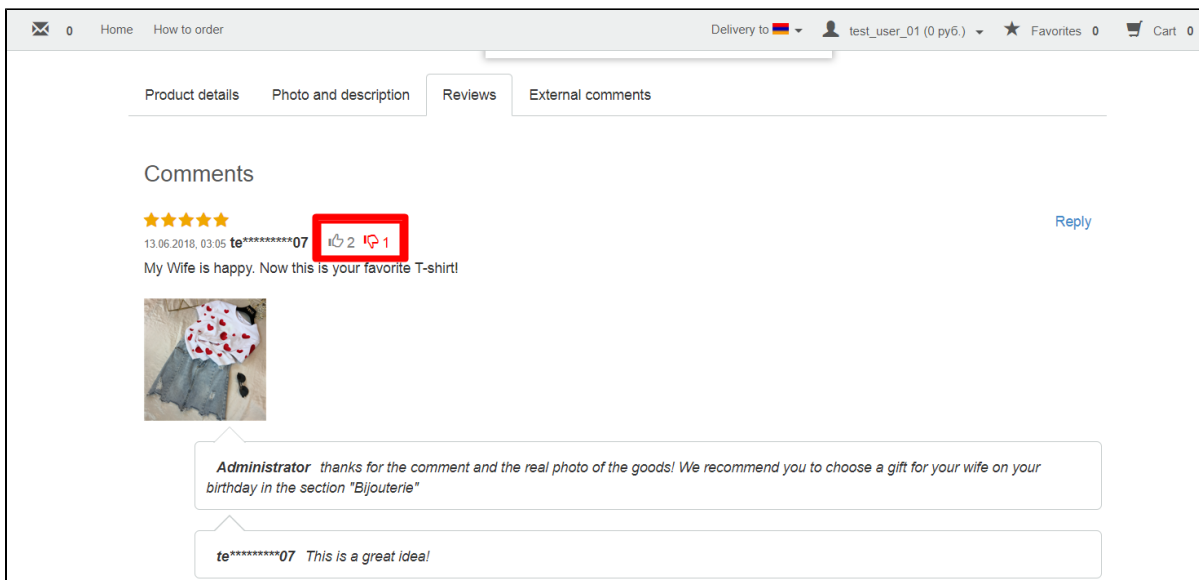 0 Home How to order Delivery to test_user_01 (0 руб.) Favorites 0 Cart 0
Product details Photo and description Reviews External comments
Comments
Reply
13.06.2018, 03:05 te*********07 2 1
My Wife is happy. Now this is your favorite T-shirt!
Administrator thanks for the comment and the real photo of the goods! We recommend you to choose a gift for your wife on your
birthday in the section "Bijouterie"
te*********07 This is a great idea!